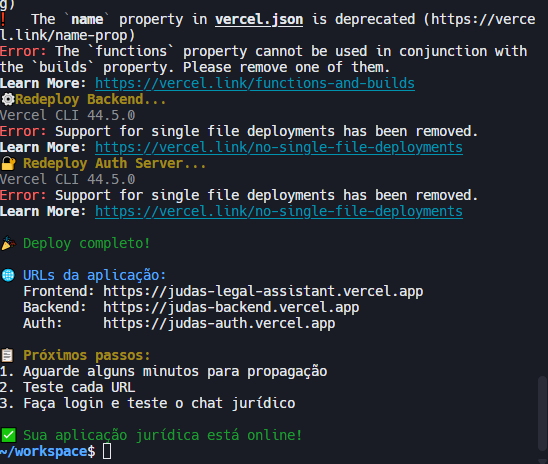 g)
!   The `name` property in vercel.json is deprecated (https://verce
l.link/name-prop)
Error: The `functions` property cannot be used in conjunction with
the `builds` property. Please remove one of them.
Learn More: https://vercel.link/functions-and-builds
⚙️Redeploy Backend...
Vercel CLI 44.5.0
Error: Support for single file deployments has been removed.
Learn More: https://vercel.link/no-single-file-deployments
🔐 Redeploy Auth Server...
Vercel CLI 44.5.0
Error: Support for single file deployments has been removed.
Learn More: https://vercel.link/no-single-file-deployments
🎉 Deploy completo!
🌐 URLs da aplicação:
Frontend: https://judas-legal-assistant.vercel.app
Backend:  https://judas-backend.vercel.app
Auth:     https://judas-auth.vercel.app
📋 Próximos passos:
1. Aguarde alguns minutos para propagação
2. Teste cada URL
3. Faça login e teste o chat jurídico
✅ Sua aplicação jurídica está online!
~/workspace$